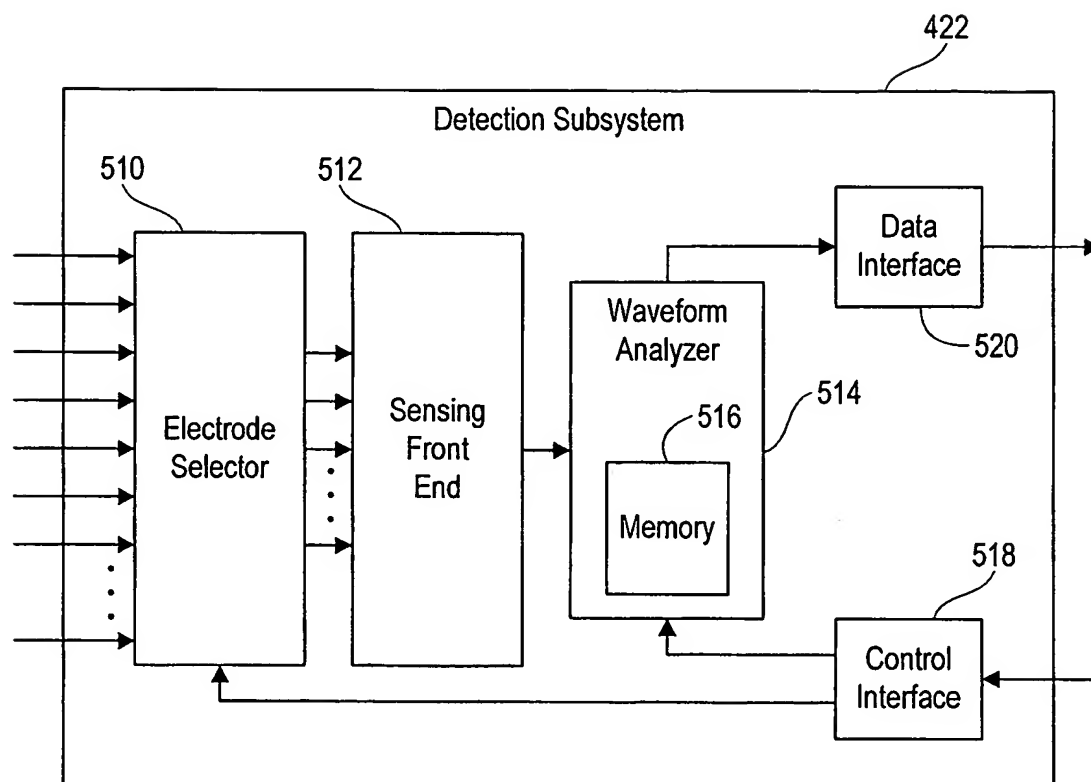 422
Detection Subsystem
510
512
Data
Interface
520
Waveform
Analyzer
514
516
Electrode
Selector
Sensing
Front
End
Memory
518
Control
Interface